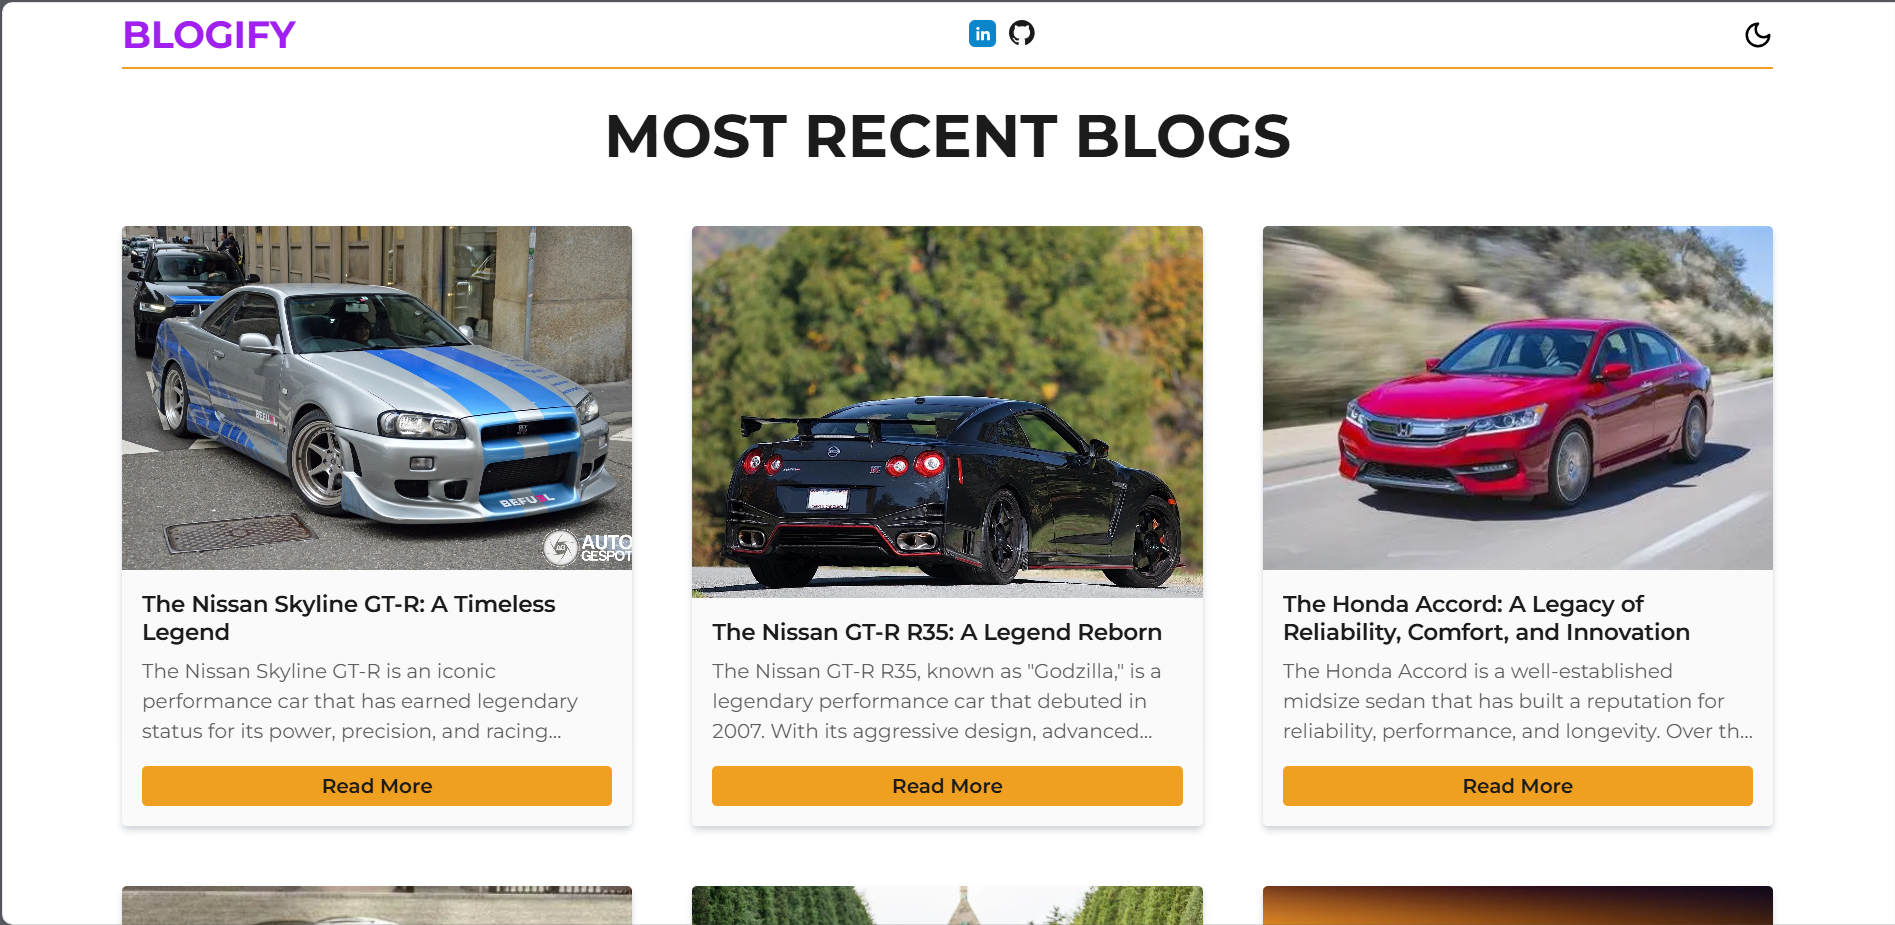 BLOGIFY
in
MOST RECENT BLOGS
BEFU
BEFU L
AUTO
GESPOT
The Nissan Skyline GT-R: A Timeless
Legend
The Nissan Skyline GT-R is an iconic
performance car that has earned legendary
status for its power, precision, and racing...
Read More
The Nissan GT-R R35: A Legend Reborn
The Nissan GT-R R35, known as "Godzilla," is a
legendary performance car that debuted in
2007. With its aggressive design, advanced...
Read More
The Honda Accord: A Legacy of
Reliability, Comfort, and Innovation
The Honda Accord is a well-established
midsize sedan that has built a reputation for
reliability, performance, and longevity. Over th...
Read More